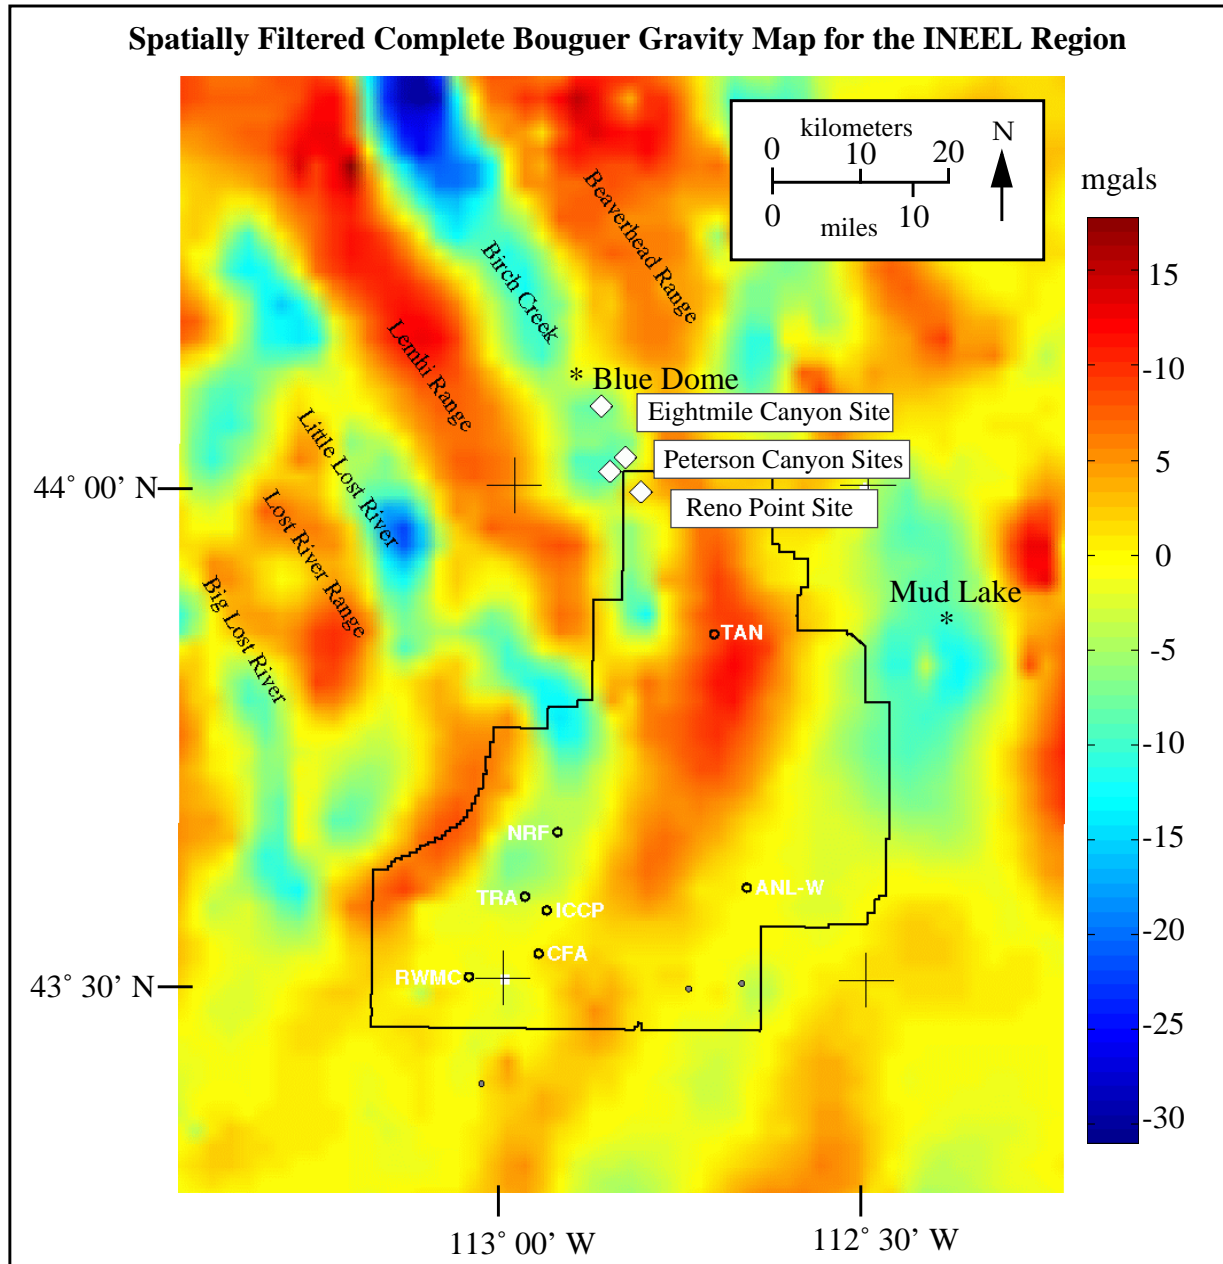 Spatially Filtered Complete Bouguer Gravity Map for the INEEL Region
kilometers
0 10 20
0 10
miles
N
mgals
15
-10
5
0
-5
-10
-15
-20
-25
-30
Beaverhead Range
Birch Creek
Lemhi Range
* Blue Dome
Eightmile Canyon Site
Peterson Canyon Sites
Reno Point Site
Little Lost River
Lost River Range
Big Lost River
44° 00’ N
Mud Lake
*
TAN
NRF
TRA
ICCP
ANL-W
CFA
RWMC
43° 30’ N
113° 00’ W
112° 30’ W